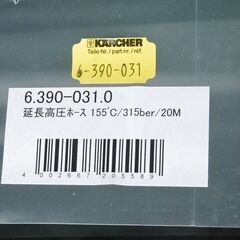 KÄRCHER
Teile-Nr./part-nr./réf.
6-390-031
6.390-031.0
延長高圧ﾎｰｽ 155℃/315ber/20M
4 002667 205589